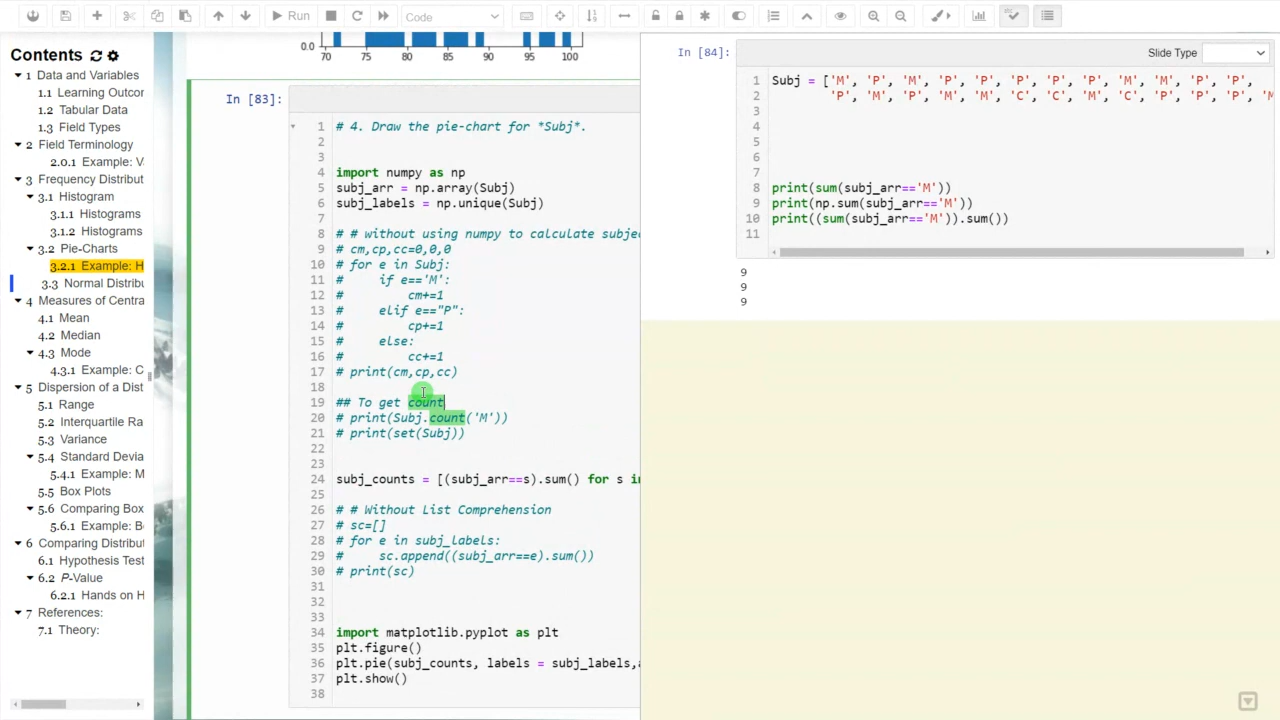 Run
Code
Contents
1 Data and Variables
1.1 Learning Outcor
1.2 Tabular Data
1.3 Field Types
2 Field Terminology
2.0.1 Example: V
3 Frequency Distribut
3.1 Histogram
3.1.1 Histograms
3.1.2 Histograms
3.2 Pie-Charts
3.2.1 Example: H
3.3 Normal Distribu
4 Measures of Centra
4.1 Mean
4.2 Median
4.3 Mode
4.3.1 Example: C
5 Dispersion of a Dist
5.1 Range
5.2 Interquartile Ra
5.3 Variance
5.4 Standard Devia
5.4.1 Example: M
5.5 Box Plots
5.6 Comparing Box
5.6.1 Example: B
6 Comparing Distribut
6.1 Hypothesis Test
6.2 P-Value
6.2.1 Hands on H
7 References:
7.1 Theory:
0.0
70 75 80 85 90 95 100
In [83]:
1 # 4. Draw the pie-chart for *Subj*.
2
3
4 import numpy as np
5 subj_arr = np.array(Subj)
6 subj_labels = np.unique(Subj)
7
8 # # without using numpy to calculate subje
9 # cm,cp,cc=0,0,0
10 # for e in Subj:
11 #     if e=='M':
12 #         cm+=1
13 #     elif e=="P":
14 #         cp+=1
15 #     else:
16 #         cc+=1
17 # print(cm,cp,cc)
18
19 ## To get count
20 # print(Subj.count('M'))
21 # print(set(Subj))
22
23
24 subj_counts = [(subj_arr==s).sum() for s in
25
26 # # Without List Comprehension
27 # sc=[]
28 # for e in subj_labels:
29 #     sc.append((subj_arr==e).sum())
30 # print(sc)
31
32
33
34 import matplotlib.pyplot as plt
35 plt.figure()
36 plt.pie(subj_counts, labels = subj_labels,a
37 plt.show()
38
In [84]:
Slide Type
1 Subj = ['M', 'P', 'M', 'P', 'P', 'P', 'P', 'P', 'M', 'M', 'P', 'P',
2         'P', 'M', 'P', 'M', 'M', 'C', 'C', 'M', 'C', 'P', 'P', 'P', 'M
3
4
5
6
7
8 print(sum(subj_arr=='M'))
9 print(np.sum(subj_arr=='M'))
10 print((sum(subj_arr=='M')).sum())
11
9
9
9